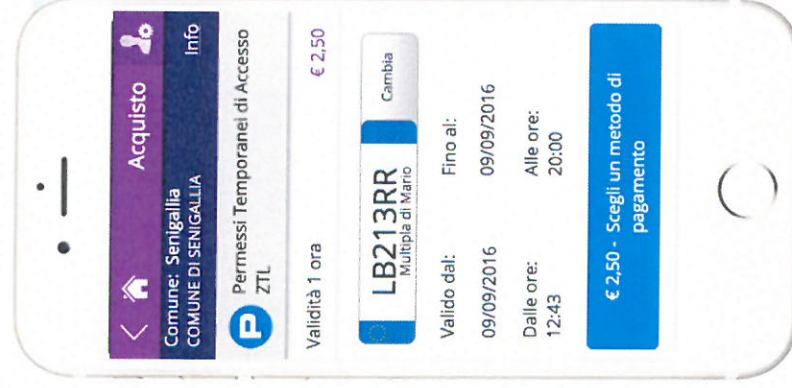 Acquisto
Comune: Senigallia
COMUNE DI SENIGALLIA
Info
P
Permessi Temporanei di Accesso
ZTL
Validità 1 ora
€ 2,50
LB213RR
Multipla di Mario
Cambia
Valido dal:
Fino al:
09/09/2016
09/09/2016
Dalle ore:
Alle ore:
12:43
20:00
€ 2,50 - Scegli un metodo di
pagamento